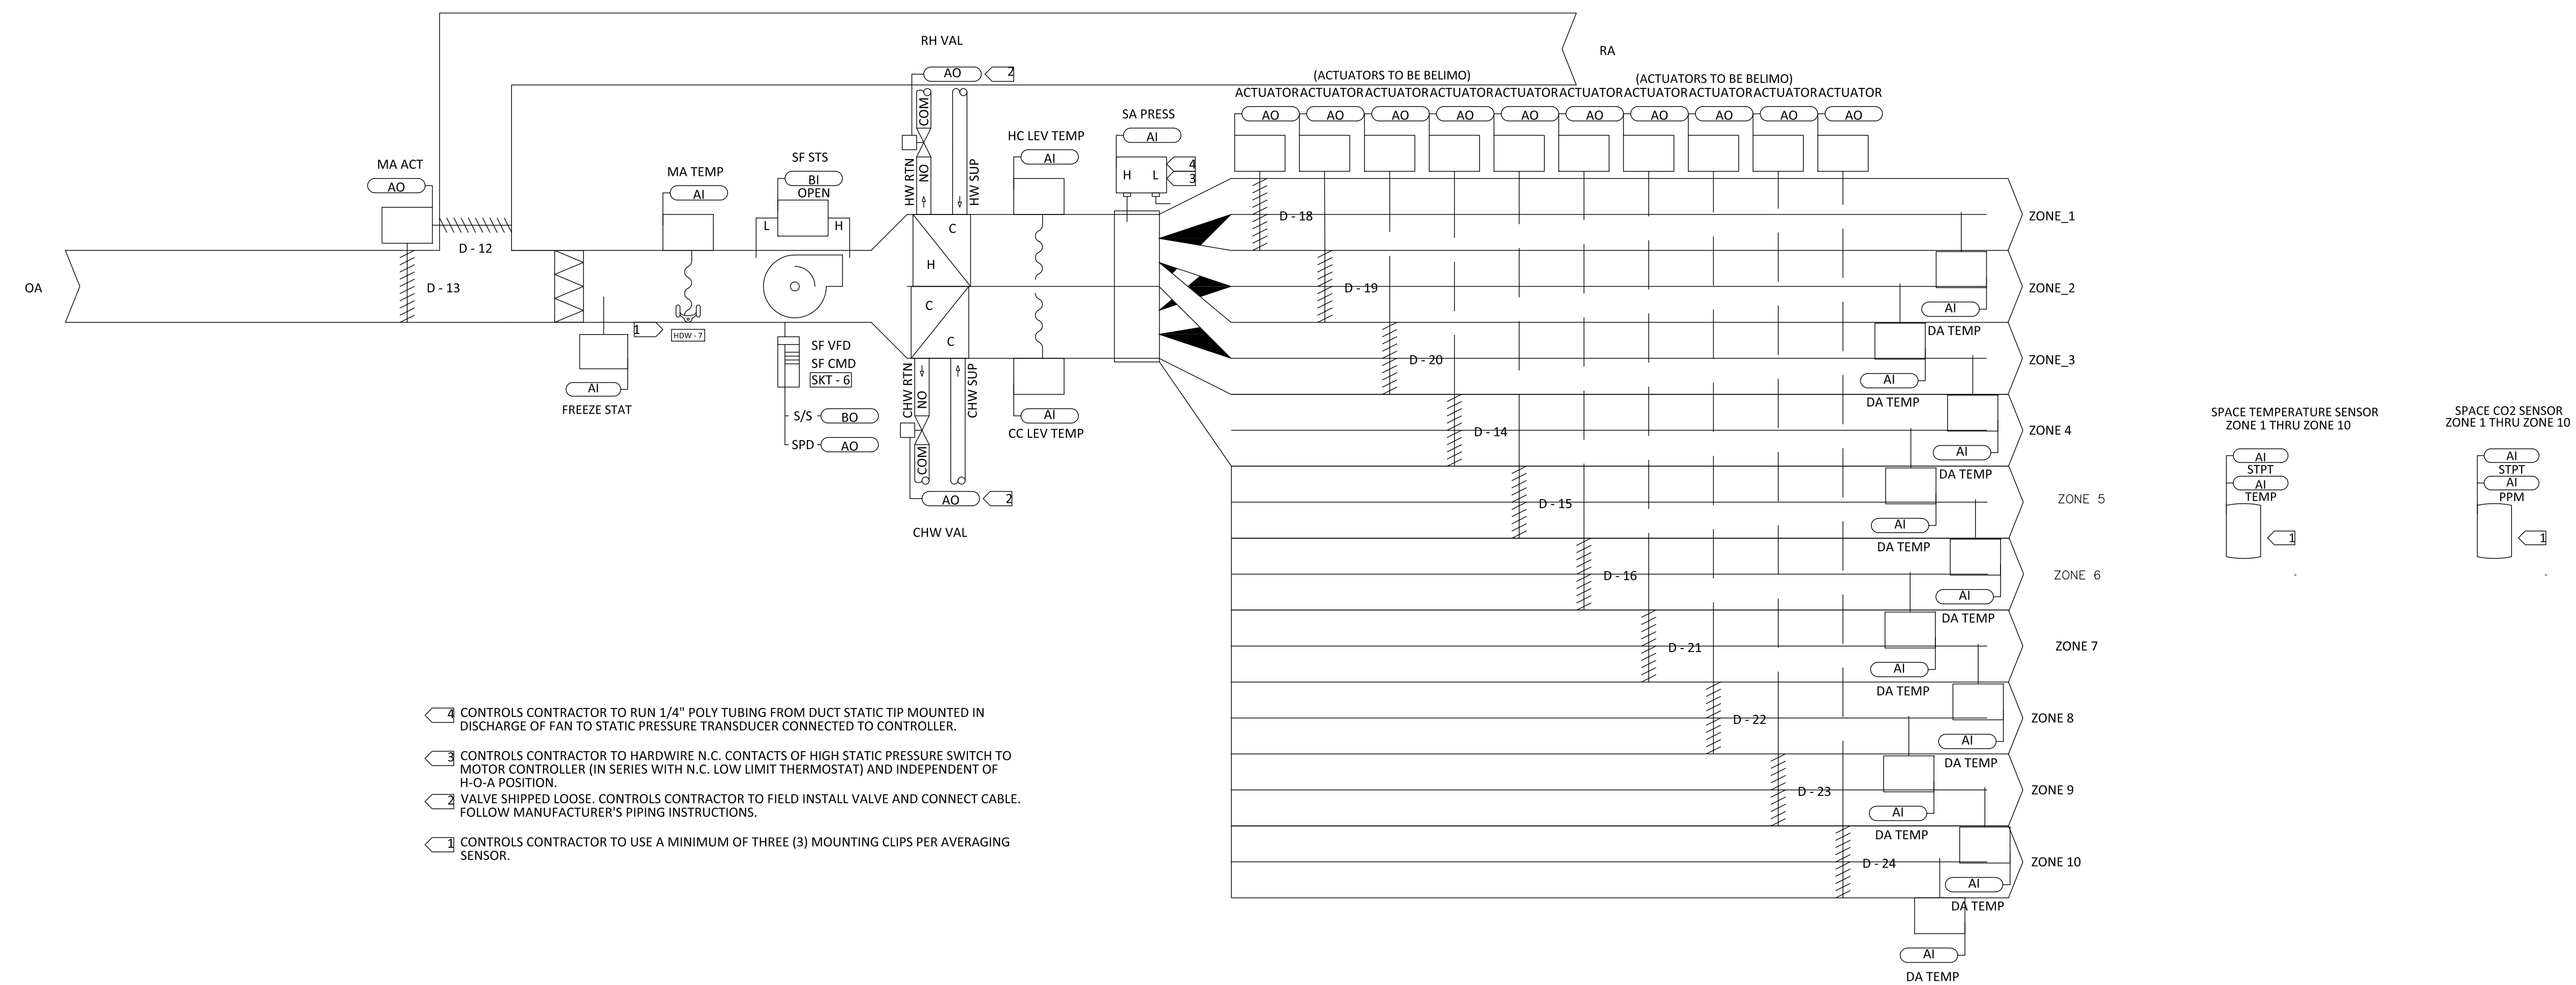 RH VAL
AO
2
RA
(ACTUATORS TO BE BELIMO)
(ACTUATORS TO BE BELIMO)
ACTUATOR ACTUATOR ACTUATOR ACTUATOR ACTUATOR ACTUATOR ACTUATOR ACTUATOR ACTUATOR ACTUATOR
AO AO AO AO AO AO AO AO AO AO
COM
NO
HW RTN
HW SUP
HC LEV TEMP
AI
SA PRESS
AI
H L
4
3
MA ACT
AO
MA TEMP
AI
SF STS
BI
OPEN
L H
D - 12
D - 13
OA
1
HDW - 7
AI
FREEZE STAT
SF VFD
SF CMD
SKT - 6
S/S
BO
SPD
AO
C
H
C
C
CHW RTN
NO
COM
CHW SUP
AI
CC LEV TEMP
AO
2
CHW VAL
D - 18
ZONE_1
D - 19
ZONE_2
AI
DA TEMP
D - 20
ZONE_3
AI
DA TEMP
D - 14
ZONE 4
AI
DA TEMP
D - 15
ZONE 5
AI
DA TEMP
D - 16
ZONE 6
AI
DA TEMP
D - 21
ZONE 7
AI
DA TEMP
D - 22
ZONE 8
AI
DA TEMP
D - 23
ZONE 9
AI
DA TEMP
D - 24
ZONE 10
AI
DA TEMP
AI
DA TEMP
SPACE TEMPERATURE SENSOR
ZONE 1 THRU ZONE 10
AI
STPT
AI
TEMP
1
SPACE CO2 SENSOR
ZONE 1 THRU ZONE 10
AI
STPT
AI
PPM
1
4 CONTROLS CONTRACTOR TO RUN 1/4" POLY TUBING FROM DUCT STATIC TIP MOUNTED IN
DISCHARGE OF FAN TO STATIC PRESSURE TRANSDUCER CONNECTED TO CONTROLLER.
3 CONTROLS CONTRACTOR TO HARDWIRE N.C. CONTACTS OF HIGH STATIC PRESSURE SWITCH TO
MOTOR CONTROLLER (IN SERIES WITH N.C. LOW LIMIT THERMOSTAT) AND INDEPENDENT OF
H-O-A POSITION.
2 VALVE SHIPPED LOOSE. CONTROLS CONTRACTOR TO FIELD INSTALL VALVE AND CONNECT CABLE.
FOLLOW MANUFACTURER'S PIPING INSTRUCTIONS.
1 CONTROLS CONTRACTOR TO USE A MINIMUM OF THREE (3) MOUNTING CLIPS PER AVERAGING
SENSOR.